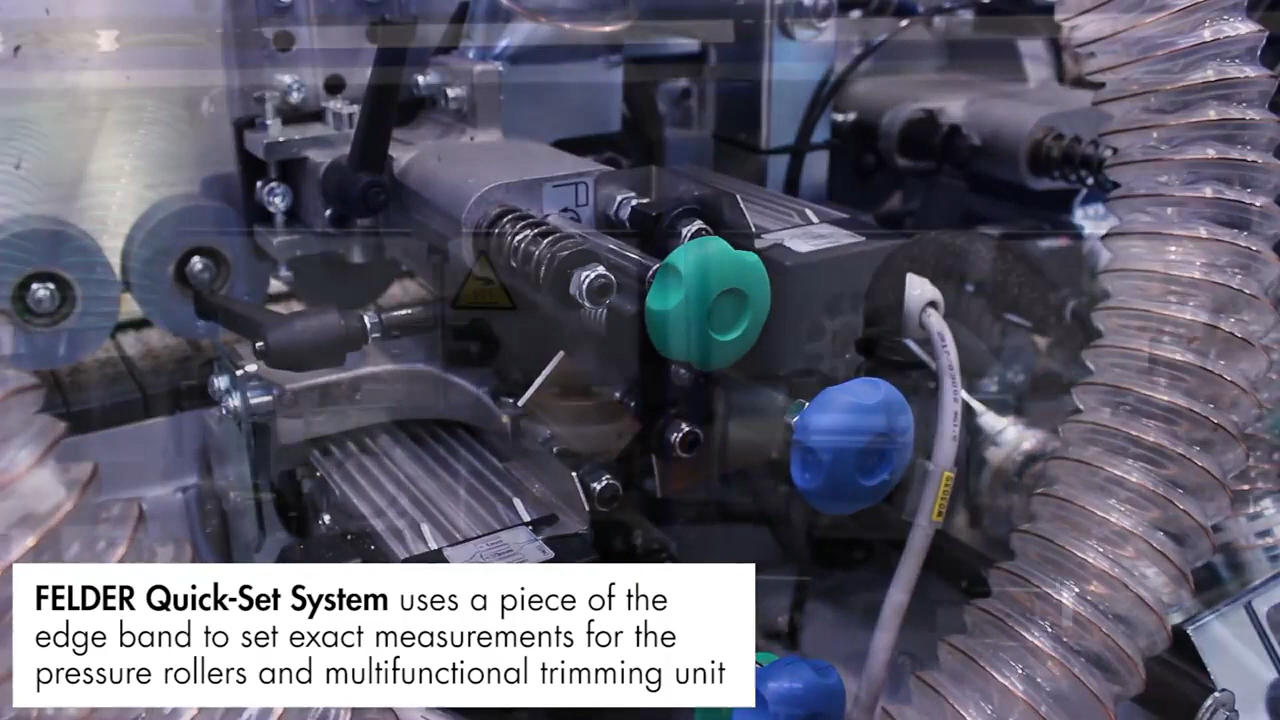 FELDER Quick-Set System uses a piece of the
edge band to set exact measurements for the
pressure rollers and multifunctional trimming unit